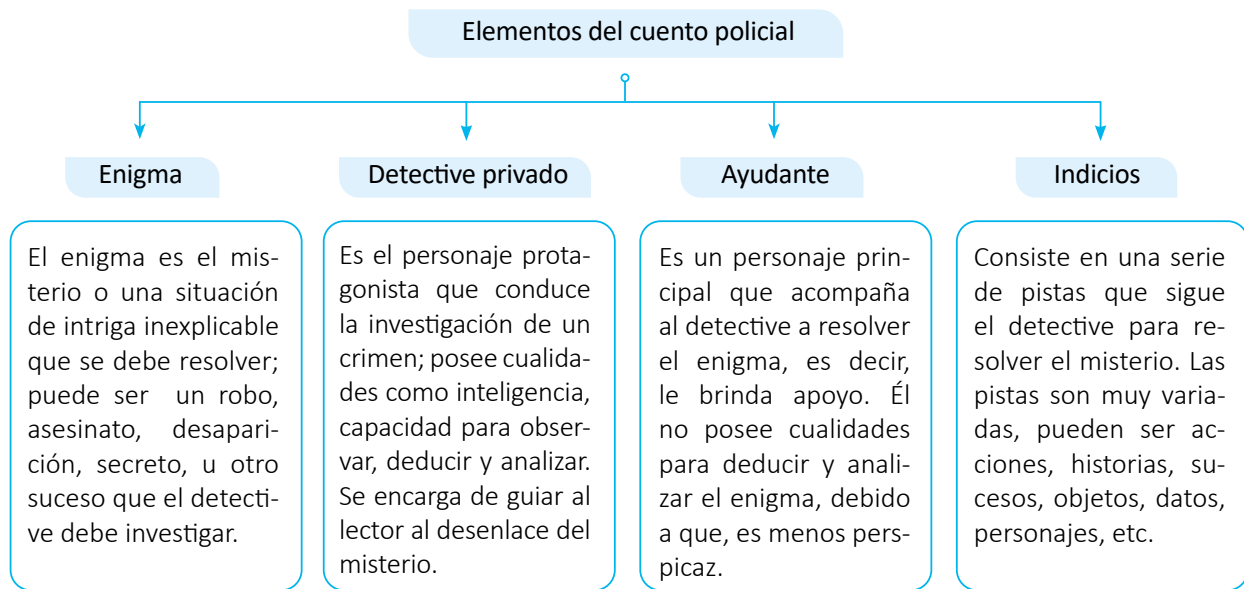 Elementos del cuento policial
Enigma
El enigma es el mis-
terio o una situación
de intriga inexplicable
que se debe resolver;
puede ser un robo,
asesinato, desapari-
ción, secreto, u otro
suceso que el detecti-
ve debe investigar.
Detective privado
Es el personaje prota-
gonista que conduce
la investigación de un
crimen; posee cualida-
des como inteligencia,
capacidad para obser-
var, deducir y analizar.
Se encarga de guiar al
lector al desenlace del
misterio.
Ayudante
Es un personaje prin-
cipal que acompaña
al detective a resolver
el enigma, es decir,
le brinda apoyo. Él
no posee cualidades
para deducir y anali-
zar el enigma, debido
a que, es menos pers-
picaz.
Indicios
Consiste en una serie
de pistas que sigue
el detective para re-
solver el misterio. Las
pistas son muy varia-
das, pueden ser ac-
ciones, historias, su-
cesos, objetos, datos,
personajes, etc.